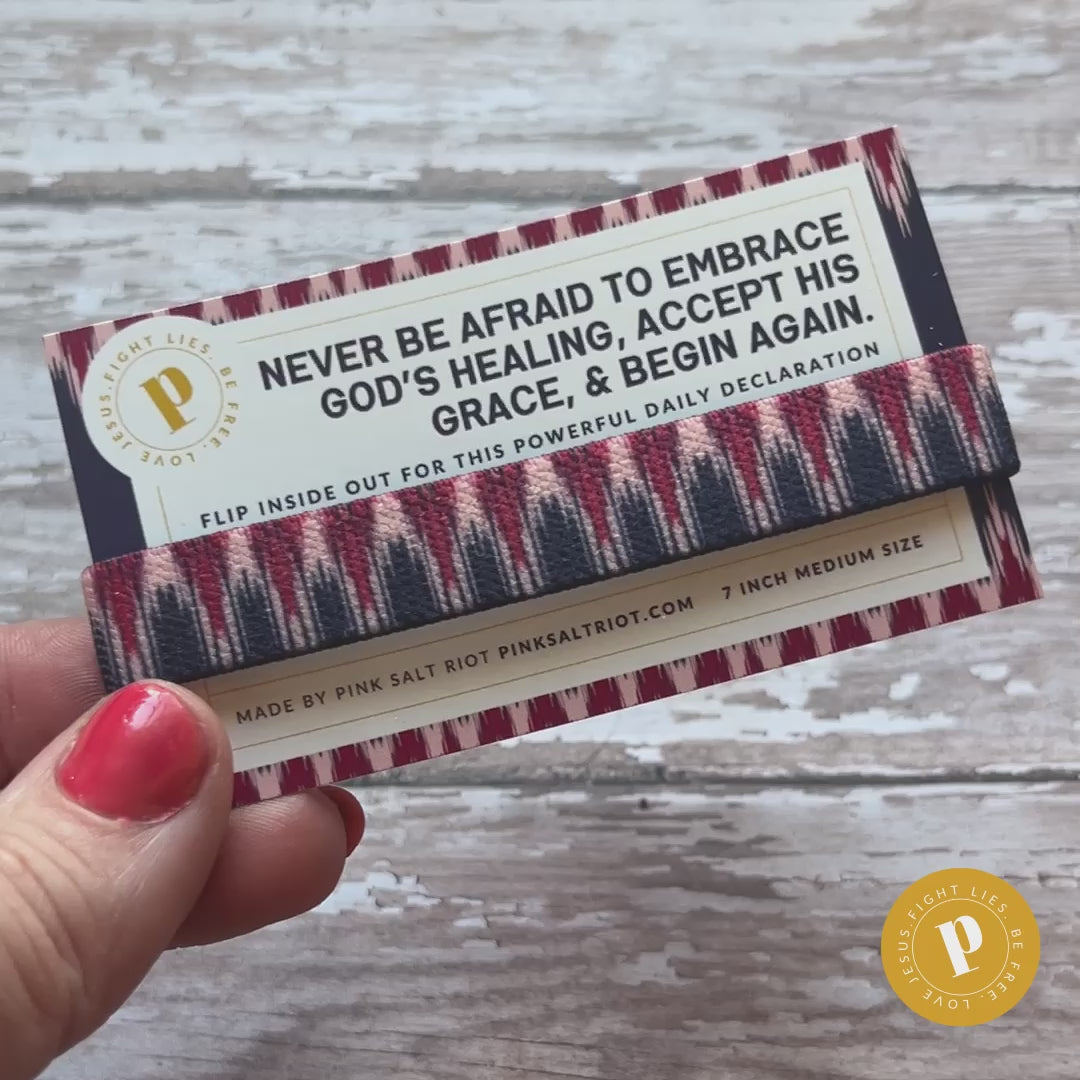 FIGHT LIES. BE FREE. LOVE JESUS.
P
NEVER BE AFRAID TO EMBRACE
GOD'S HEALING, ACCEPT HIS
GRACE, & BEGIN AGAIN.
FLIP INSIDE OUT FOR THIS POWERFUL DAILY DECLARATION
MADE BY PINK SALT RIOT PINKSALTRIOT.COM 7 INCH MEDIUM SIZE
FIGHT LIES. BE FREE. LOVE JESUS.
P